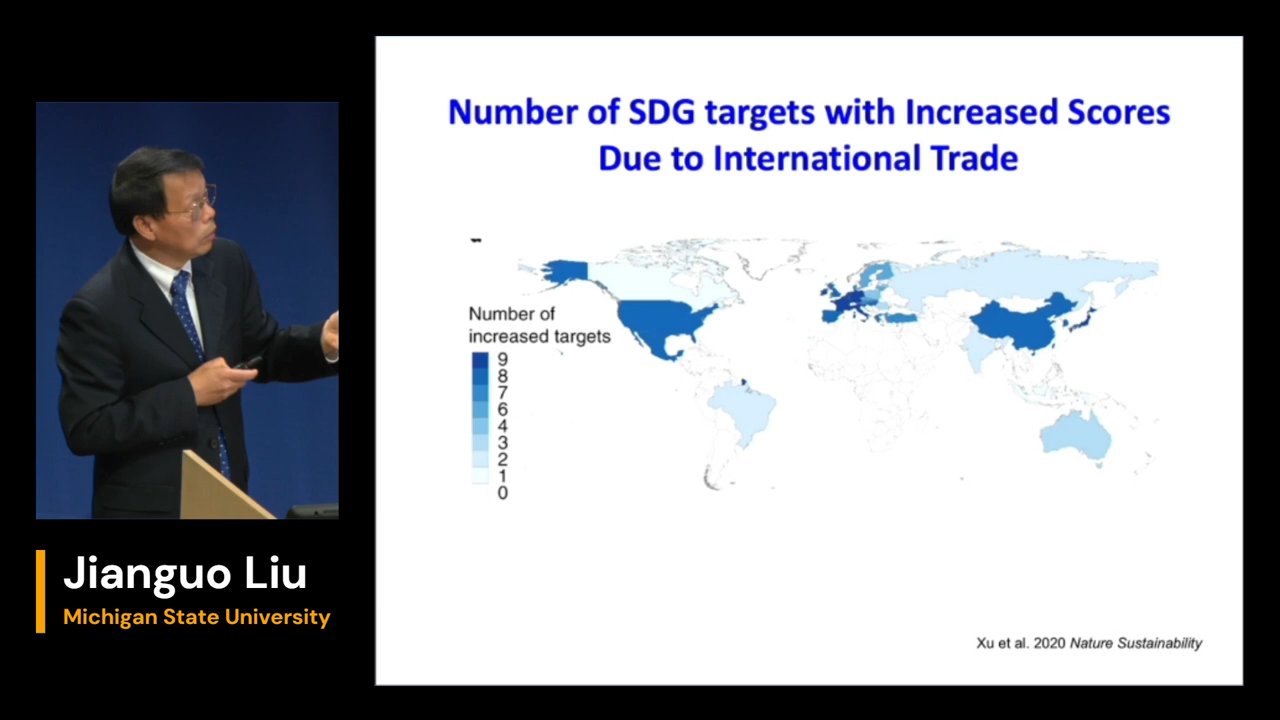 Number of SDG targets with Increased Scores
Due to International Trade
Number of
increased targets
9
8
7
6
4
3
2
1
0
Jianguo Liu
Michigan State University
Xu et al. 2020 Nature Sustainability